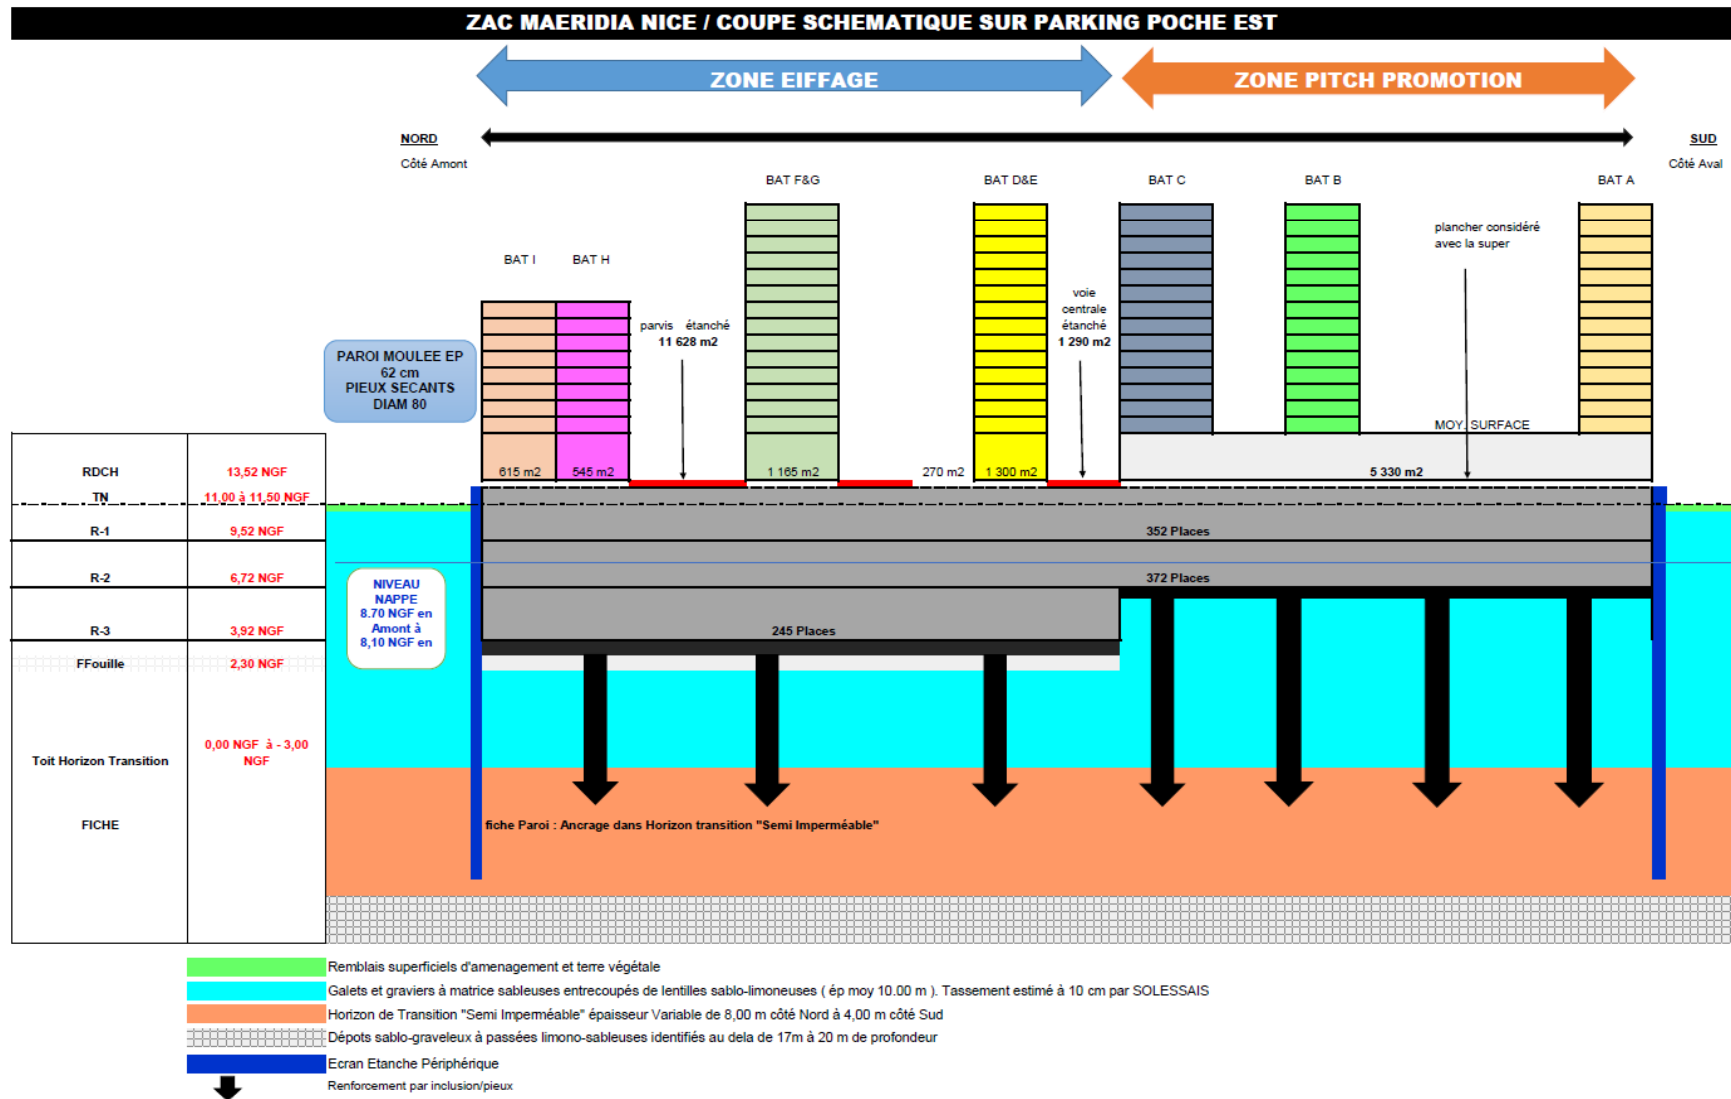 ZAC MAERIDIA NICE / COUPE SCHEMATIQUE SUR PARKING POCHE EST
ZONE EIFFAGE
ZONE PITCH PROMOTION
NORD
SUD
Côté Amont
Côté Aval
BAT F&G
BAT D&E
BAT C
BAT B
BAT A
plancher considéré
avec la super
BAT I
BAT H
voie
centrale
étanché
1 290 m2
parvis étanché
11 628 m2
PAROI MOULEE EP
62 cm
PIEUX SECANTS
DIAM 80
MOY. SURFACE
RDCH
13,52 NGF
615 m2
545 m2
1 165 m2
270 m2
1 300 m2
5 330 m2
TN
11,00 à 11,50 NGF
R-1
9,52 NGF
352 Places
R-2
6,72 NGF
372 Places
NIVEAU
NAPPE
8.70 NGF en
Amont à
8,10 NGF en
R-3
3,92 NGF
245 Places
FFouille
2,30 NGF
Toit Horizon Transition
0,00 NGF à - 3,00
NGF
FICHE
fiche Paroi : Ancrage dans Horizon transition "Semi Imperméable"
Remblais superficiels d'amenagement et terre végétale
Galets et graviers à matrice sableuses entrecoupés de lentilles sablo-limoneuses ( ép moy 10.00 m ). Tassement estimé à 10 cm par SOLESSAIS
Horizon de Transition "Semi Imperméable" épaisseur Variable de 8,00 m côté Nord à 4,00 m côté Sud
Dépots sablo-graveleux à passées limono-sableuses identifiés au dela de 17m à 20 m de profondeur
Ecran Etanche Périphérique
Renforcement par inclusion/pieux